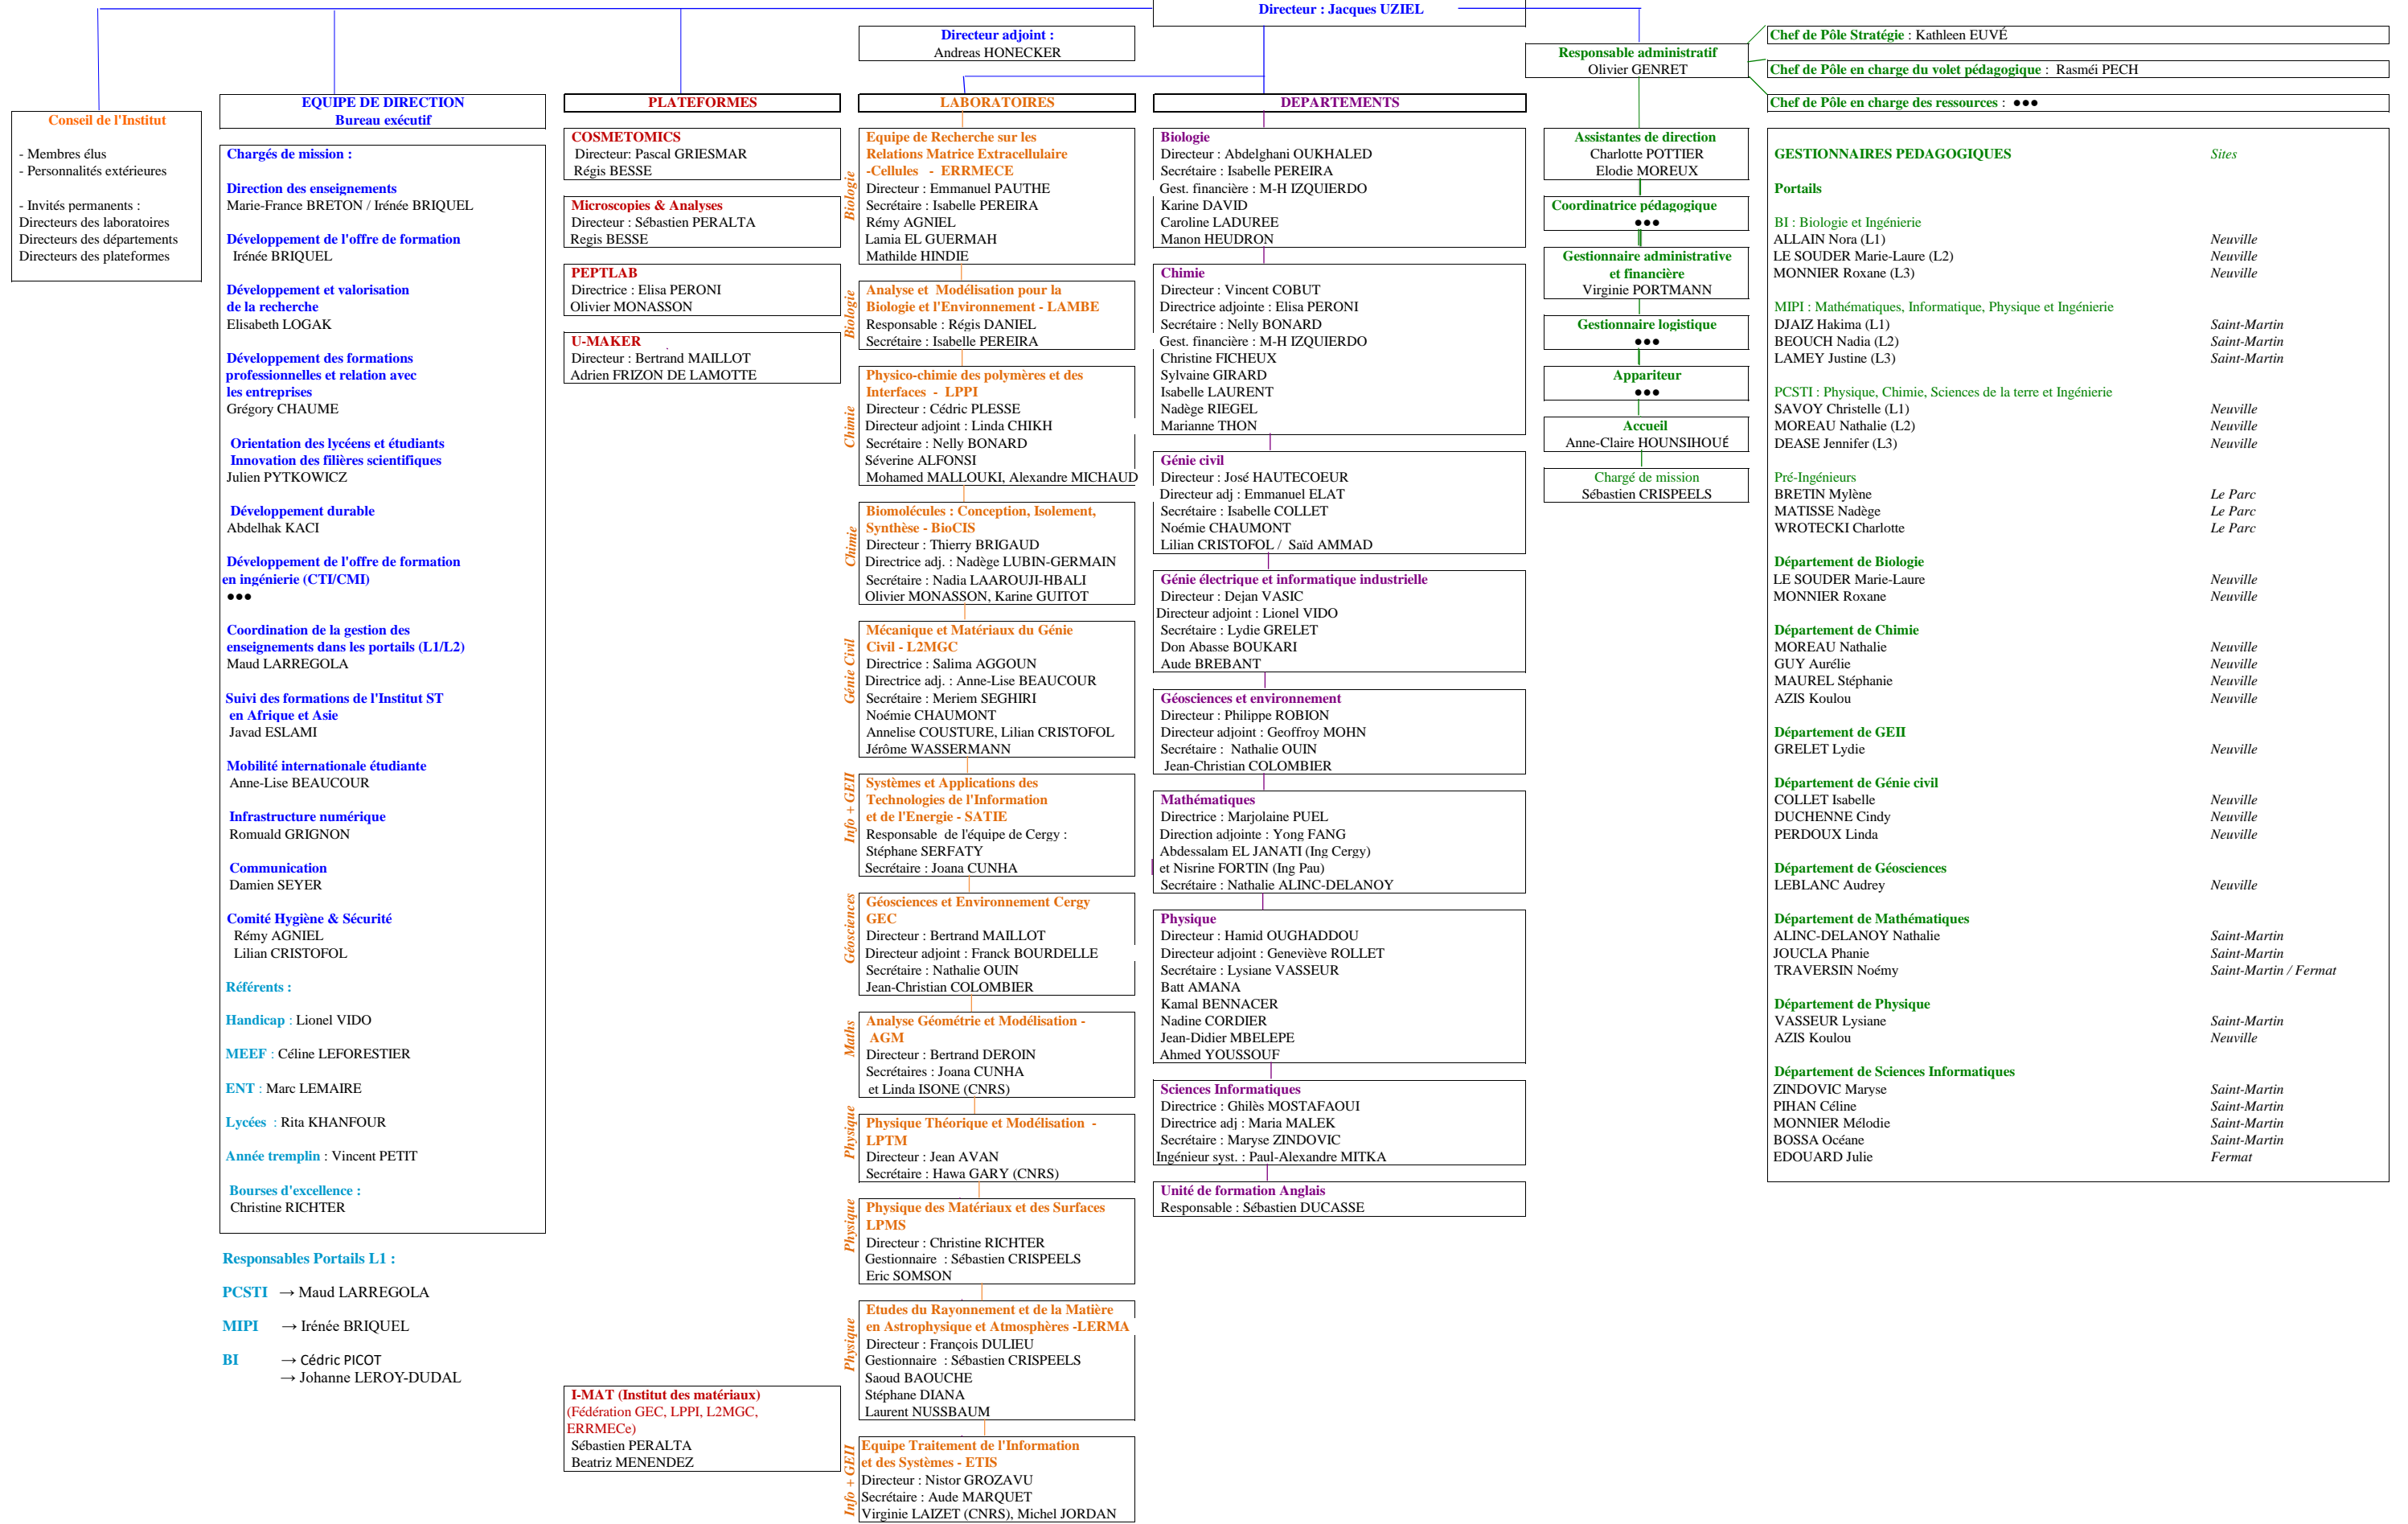 Directeur : Jacques UZIEL
Directeur adjoint :
Andreas HONECKER
Responsable administratif
Olivier GENRET
Chef de Pôle Stratégie : Kathleen EUVÉ
Chef de Pôle en charge du volet pédagogique : Rasméi PECH
Chef de Pôle en charge des ressources : ●●●
Conseil de l'Institut
- Membres élus
- Personnalités extérieures
- Invités permanents :
Directeurs des laboratoires
Directeurs des départements
Directeurs des plateformes
EQUIPE DE DIRECTION
Bureau exécutif
Chargés de mission :
Direction des enseignements
Marie-France BRETON / Irénée BRIQUEL
Développement de l'offre de formation
Irénée BRIQUEL
Développement et valorisation
de la recherche
Elisabeth LOGAK
Développement des formations
professionnelles et relation avec
les entreprises
Grégory CHAUME
Orientation des lycéens et étudiants
Innovation des filières scientifiques
Julien PYTKOWICZ
Développement durable
Abdelhak KACI
Développement de l'offre de formation
en ingénierie (CTI/CMI)
●●●
Coordination de la gestion des
enseignements dans les portails (L1/L2)
Maud LARREGOLA
Suivi des formations de l'Institut ST
en Afrique et Asie
Javad ESLAMI
Mobilité internationale étudiante
Anne-Lise BEAUCOUR
Infrastructure numérique
Romuald GRIGNON
Communication
Damien SEYER
Comité Hygiène & Sécurité
Rémy AGNIEL
Lilian CRISTOFOL
Référents :
Handicap : Lionel VIDO
MEEF : Céline LEFORESTIER
ENT : Marc LEMAIRE
Lycées : Rita KHANFOUR
Année tremplin : Vincent PETIT
Bourses d'excellence :
Christine RICHTER
Responsables Portails L1 :
PCSTI → Maud LARREGOLA
MIPI → Irénée BRIQUEL
BI → Cédric PICOT
→ Johanne LEROY-DUDAL
PLATEFORMES
COSMETOMICS
Directeur: Pascal GRIESMAR
Régis BESSE
Microscopies & Analyses
Directeur : Sébastien PERALTA
Regis BESSE
PEPTLAB
Directrice : Elisa PERONI
Olivier MONASSON
U-MAKER
Directeur : Bertrand MAILLOT
Adrien FRIZON DE LAMOTTE
I-MAT (Institut des matériaux)
(Fédération GEC, LPPI, L2MGC,
ERRMECe)
Sébastien PERALTA
Beatriz MENENDEZ
LABORATOIRES
Biologie
Equipe de Recherche sur les
Relations Matrice Extracellulaire
-Cellules - ERRMECE
Directeur : Emmanuel PAUTHE
Secrétaire : Isabelle PEREIRA
Rémy AGNIEL
Lamia EL GUERMAH
Mathilde HINDIE
Biologie
Analyse et Modélisation pour la
Biologie et l'Environnement - LAMBE
Responsable : Régis DANIEL
Secrétaire : Isabelle PEREIRA
Chimie
Physico-chimie des polymères et des
Interfaces - LPPI
Directeur : Cédric PLESSE
Directeur adjoint : Linda CHIKH
Secrétaire : Nelly BONARD
Séverine ALFONSI
Mohamed MALLOUKI, Alexandre MICHAUD
Chimie
Biomolécules : Conception, Isolement,
Synthèse - BioCIS
Directeur : Thierry BRIGAUD
Directrice adj. : Nadège LUBIN-GERMAIN
Secrétaire : Nadia LAAROUJI-HBALI
Olivier MONASSON, Karine GUITOT
Génie Civil
Mécanique et Matériaux du Génie
Civil - L2MGC
Directrice : Salima AGGOUN
Directrice adj. : Anne-Lise BEAUCOUR
Secrétaire : Meriem SEGHIRI
Noémie CHAUMONT
Annelise COUSTURE, Lilian CRISTOFOL
Jérôme WASSERMANN
Info + GEII
Systèmes et Applications des
Technologies de l'Information
et de l'Energie - SATIE
Responsable de l'équipe de Cergy :
Stéphane SERFATY
Secrétaire : Joana CUNHA
Géosciences
Géosciences et Environnement Cergy
GEC
Directeur : Bertrand MAILLOT
Directeur adjoint : Franck BOURDELLE
Secrétaire : Nathalie OUIN
Jean-Christian COLOMBIER
Maths
Analyse Géométrie et Modélisation -
AGM
Directeur : Bertrand DEROIN
Secrétaires : Joana CUNHA
et Linda ISONE (CNRS)
Physique
Physique Théorique et Modélisation -
LPTM
Directeur : Jean AVAN
Secrétaire : Hawa GARY (CNRS)
Physique
Physique des Matériaux et des Surfaces
LPMS
Directeur : Christine RICHTER
Gestionnaire : Sébastien CRISPEELS
Eric SOMSON
Physique
Etudes du Rayonnement et de la Matière
en Astrophysique et Atmosphères -LERMA
Directeur : François DULIEU
Gestionnaire : Sébastien CRISPEELS
Saoud BAOUCHE
Stéphane DIANA
Laurent NUSSBAUM
Info + GEII
Equipe Traitement de l'Information
et des Systèmes - ETIS
Directeur : Nistor GROZAVU
Secrétaire : Aude MARQUET
Virginie LAIZET (CNRS), Michel JORDAN
DEPARTEMENTS
Biologie
Directeur : Abdelghani OUKHALED
Secrétaire : Isabelle PEREIRA
Gest. financière : M-H IZQUIERDO
Karine DAVID
Caroline LADUREE
Manon HEUDRON
Chimie
Directeur : Vincent COBUT
Directrice adjointe : Elisa PERONI
Secrétaire : Nelly BONARD
Gest. financière : M-H IZQUIERDO
Christine FICHEUX
Sylvaine GIRARD
Isabelle LAURENT
Nadège RIEGEL
Marianne THON
Génie civil
Directeur : José HAUTECOEUR
Directeur adj : Emmanuel ELAT
Secrétaire : Isabelle COLLET
Noémie CHAUMONT
Lilian CRISTOFOL / Saïd AMMAD
Génie électrique et informatique industrielle
Directeur : Dejan VASIC
Directeur adjoint : Lionel VIDO
Secrétaire : Lydie GRELET
Don Abasse BOUKARI
Aude BREBANT
Géosciences et environnement
Directeur : Philippe ROBION
Directeur adjoint : Geoffroy MOHN
Secrétaire : Nathalie OUIN
Jean-Christian COLOMBIER
Mathématiques
Directrice : Marjolaine PUEL
Direction adjointe : Yong FANG
Abdessalam EL JANATI (Ing Cergy)
et Nisrine FORTIN (Ing Pau)
Secrétaire : Nathalie ALINC-DELANOY
Physique
Directeur : Hamid OUGHADDOU
Directeur adjoint : Geneviève ROLLET
Secrétaire : Lysiane VASSEUR
Batt AMANA
Kamal BENNACER
Nadine CORDIER
Jean-Didier MBELEPE
Ahmed YOUSSOUF
Sciences Informatiques
Directrice : Ghilès MOSTAFAOUI
Directrice adj : Maria MALEK
Secrétaire : Maryse ZINDOVIC
Ingénieur syst. : Paul-Alexandre MITKA
Unité de formation Anglais
Responsable : Sébastien DUCASSE
Assistantes de direction
Charlotte POTTIER
Elodie MOREUX
Coordinatrice pédagogique
●●●
Gestionnaire administrative
et financière
Virginie PORTMANN
Gestionnaire logistique
●●●
Appariteur
●●●
Accueil
Anne-Claire HOUNSIHOUÉ
Chargé de mission
Sébastien CRISPEELS
GESTIONNAIRES PEDAGOGIQUES Sites
Portails
BI : Biologie et Ingénierie
ALLAIN Nora (L1) Neuville
LE SOUDER Marie-Laure (L2) Neuville
MONNIER Roxane (L3) Neuville
MIPI : Mathématiques, Informatique, Physique et Ingénierie
DJAIZ Hakima (L1) Saint-Martin
BEOUCH Nadia (L2) Saint-Martin
LAMEY Justine (L3) Saint-Martin
PCSTI : Physique, Chimie, Sciences de la terre et Ingénierie
SAVOY Christelle (L1) Neuville
MOREAU Nathalie (L2) Neuville
DEASE Jennifer (L3) Neuville
Pré-Ingénieurs
BRETIN Mylène Le Parc
MATISSE Nadège Le Parc
WROTECKI Charlotte Le Parc
Département de Biologie
LE SOUDER Marie-Laure Neuville
MONNIER Roxane Neuville
Département de Chimie
MOREAU Nathalie Neuville
GUY Aurélie Neuville
MAUREL Stéphanie Neuville
AZIS Koulou Neuville
Département de GEII
GRELET Lydie Neuville
Département de Génie civil
COLLET Isabelle Neuville
DUCHENNE Cindy Neuville
PERDOUX Linda Neuville
Département de Géosciences
LEBLANC Audrey Neuville
Département de Mathématiques
ALINC-DELANOY Nathalie Saint-Martin
JOUCLA Phanie Saint-Martin
TRAVERSIN Noémy Saint-Martin / Fermat
Département de Physique
VASSEUR Lysiane Saint-Martin
AZIS Koulou Neuville
Département de Sciences Informatiques
ZINDOVIC Maryse Saint-Martin
PIHAN Céline Saint-Martin
MONNIER Mélodie Saint-Martin
BOSSA Océane Saint-Martin
EDOUARD Julie Fermat